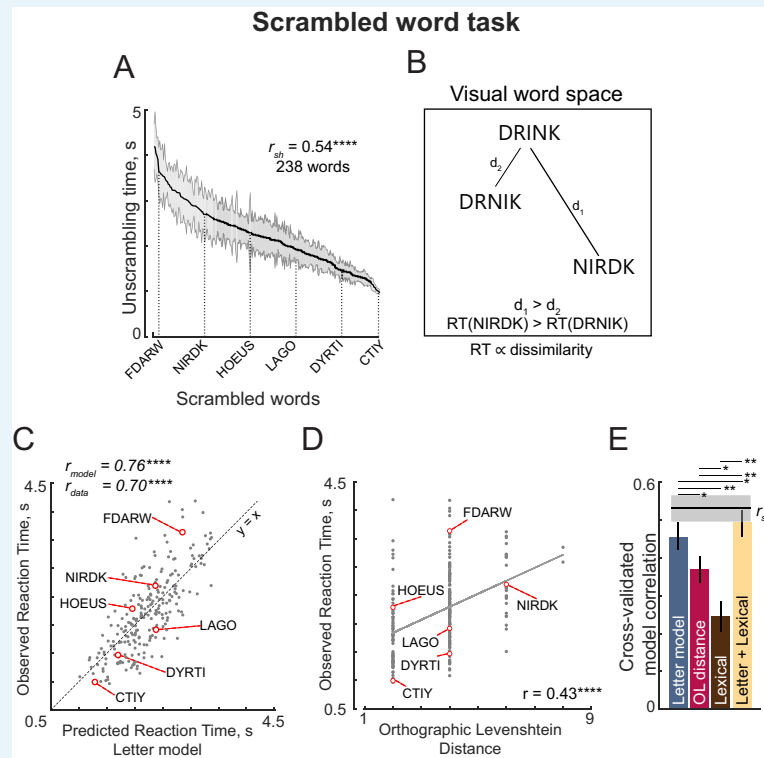 Scrambled word task
A
5
Unscrambling time, s
0
r_sh = 0.54****
238 words
FDARW
NIRDK
HOEUS
LAGO
DYRTI
CTIY
Scrambled words
B
Visual word space
DRINK
d₂
DRNIK
d₁
NIRDK
d₁ > d₂
RT(NIRDK) > RT(DRNIK)
RT ∝ dissimilarity
C
r_model = 0.76****
r_data = 0.70****
4.5
Observed Reaction Time, s
FDARW
y = x
NIRDK
HOEUS
LAGO
DYRTI
CTIY
0.5
4.5
Predicted Reaction Time, s
Letter model
D
4.5
Observed Reaction Time, s
FDARW
HOEUS
NIRDK
LAGO
DYRTI
CTIY
r = 0.43****
0.5
1
9
Orthographic Levenshtein
Distance
E
**
*
**
*
**
*
0.6
Cross-validated
model correlation
0
Letter model
OL distance
Lexical
Letter + Lexical